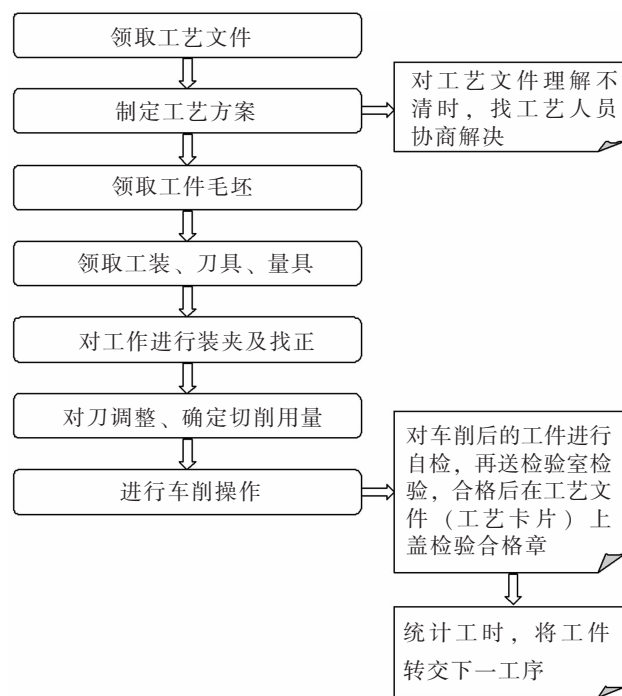 领取工艺文件
制定工艺方案
对工艺文件理解不
清时，找工艺人员
协商解决
领取工件毛坯
领取工装、刀具、量具
对工作进行装夹及找正
对刀调整、确定切削用量
进行车削操作
对车削后的工件进行
自检，再送检验室检
验，合格后在工艺文
件（工艺卡片）上
盖检验合格章
统计工时，将工件
转交下一工序